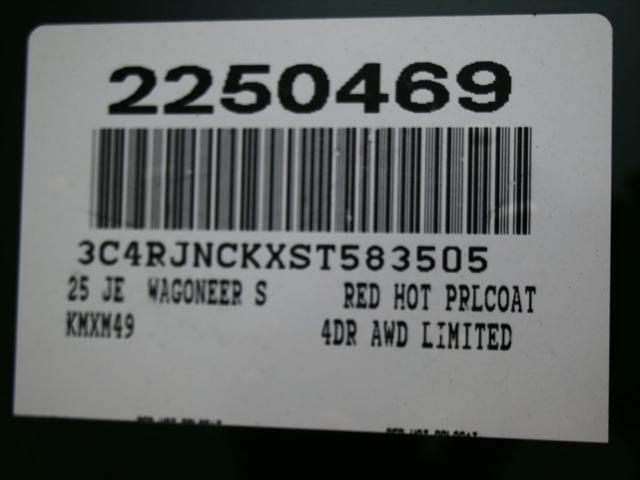 2250469
3C4RJNCKXST583505
25 JE WAGONEER S RED HOT PRLCOAT
KMXM49 4DR AWD LIMITED